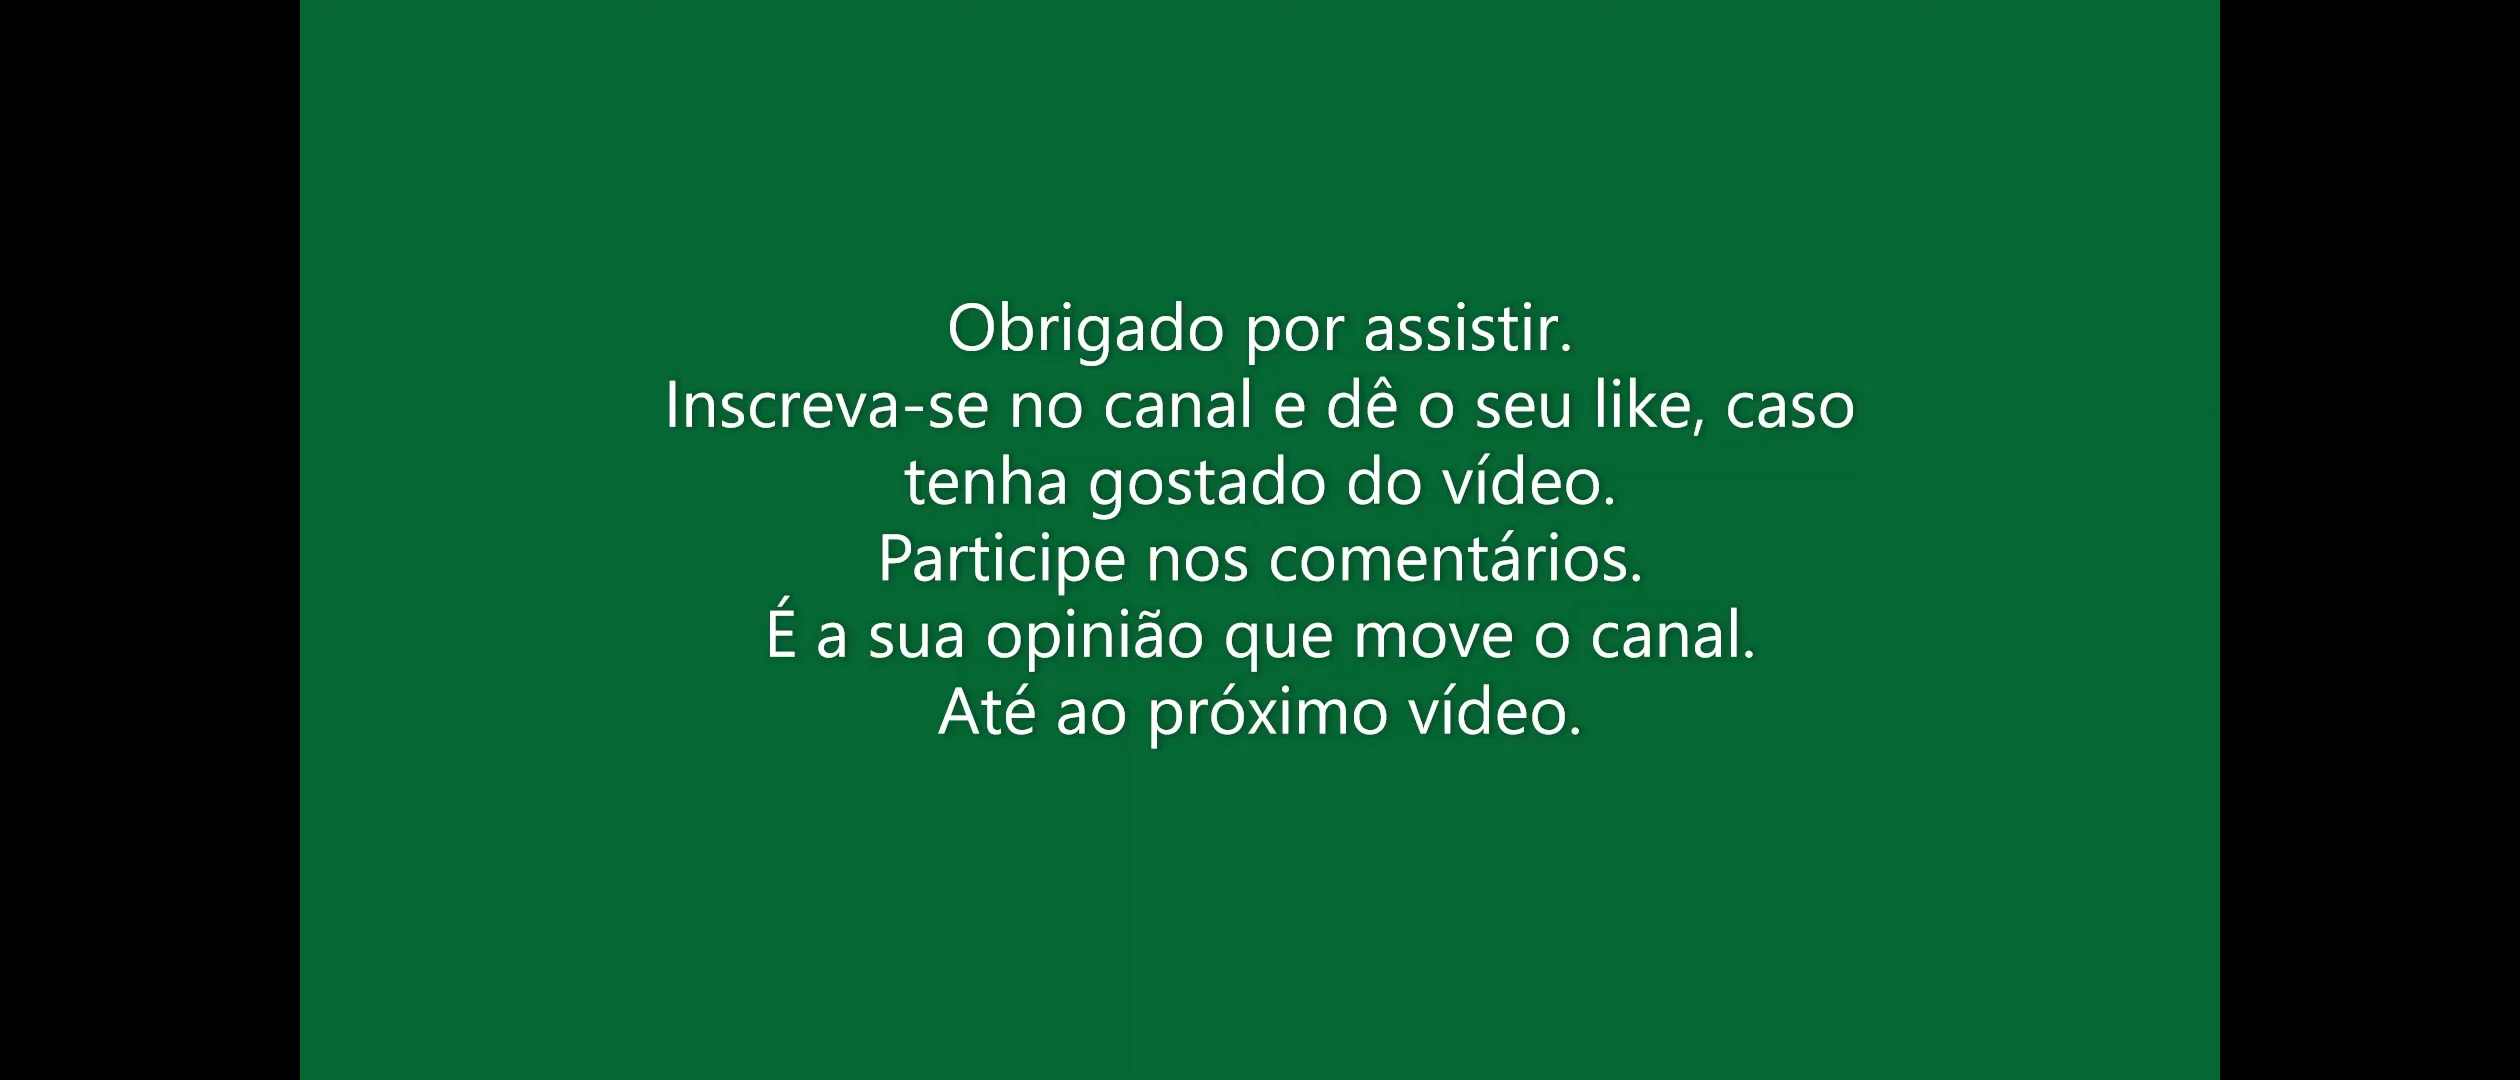 Obrigado por assistir.
Inscreva-se no canal e dê o seu like, caso
tenha gostado do vídeo.
Participe nos comentários.
É a sua opinião que move o canal.
Até ao próximo vídeo.